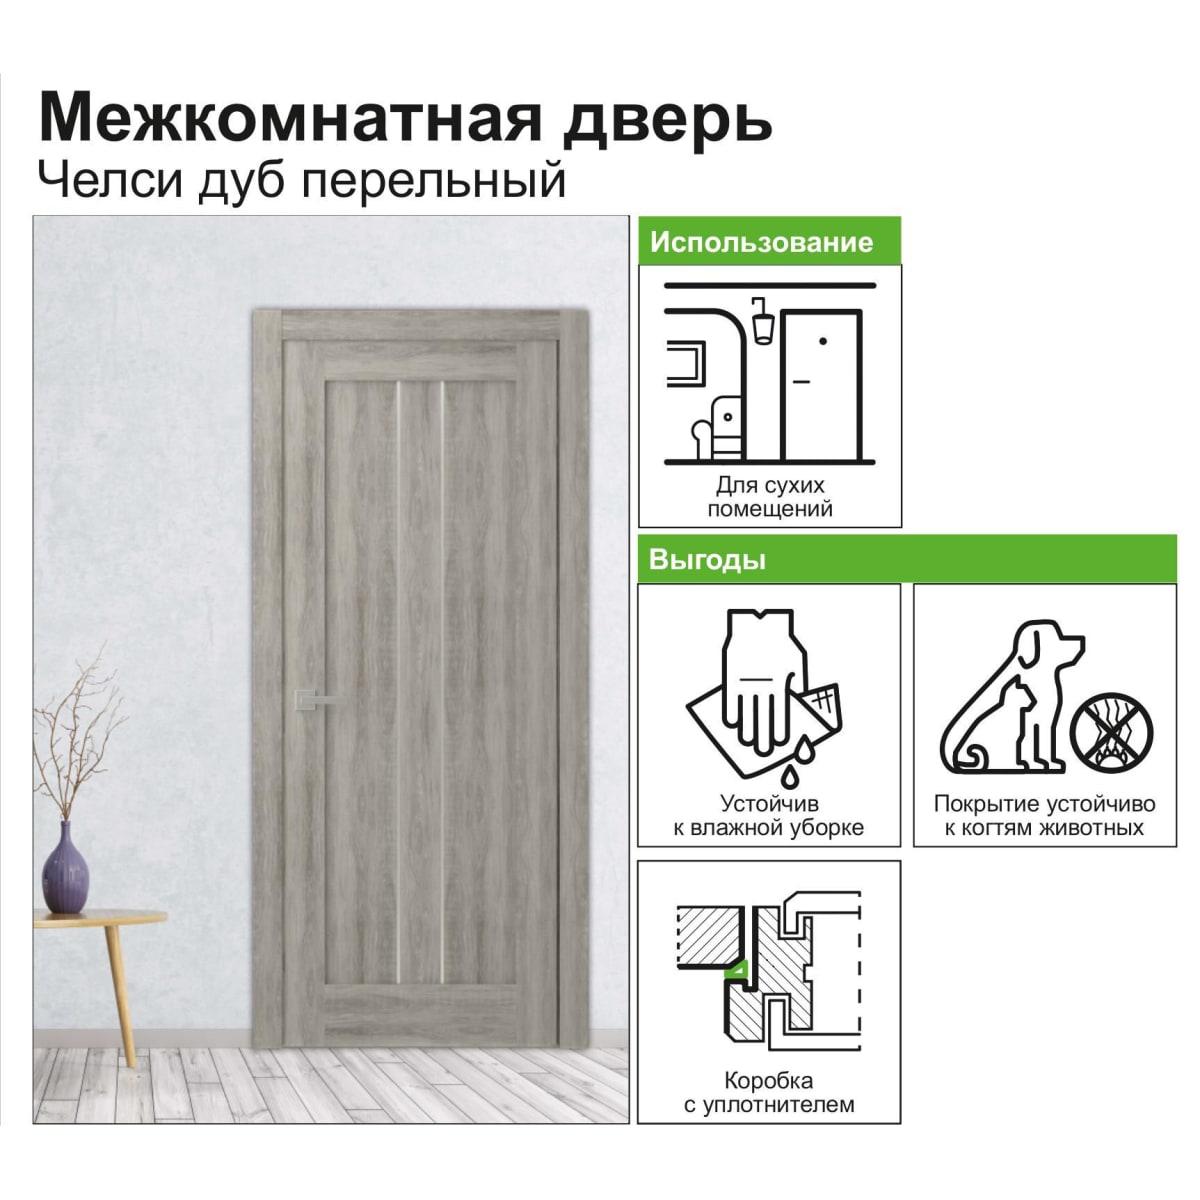 Межкомнатная дверь
Челси дуб перельный
Использование
Для сухих
помещений
Выгоды
Устойчив
к влажной уборке
Покрытие устойчиво
к когтям животных
Коробка
с уплотнителем